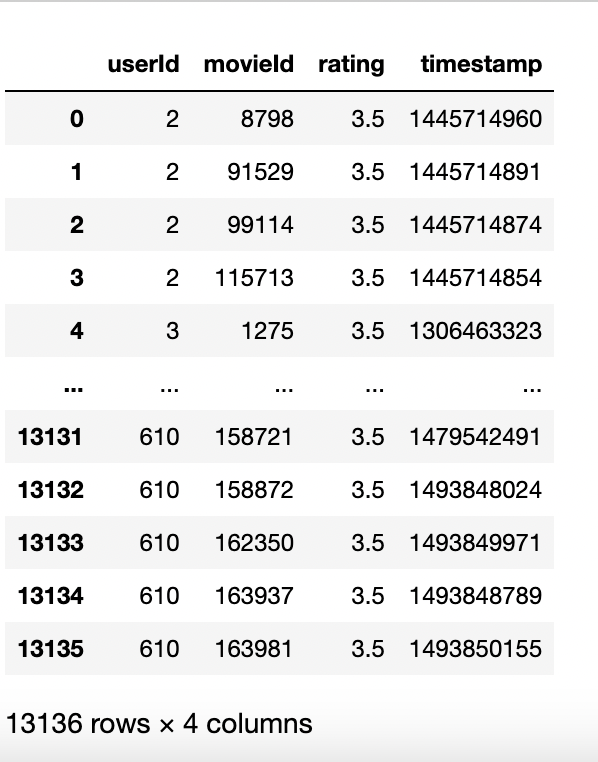 userId movieId rating timestamp
0 2 8798 3.5 1445714960
1 2 91529 3.5 1445714891
2 2 99114 3.5 1445714874
3 2 115713 3.5 1445714854
4 3 1275 3.5 1306463323
... ... ... ... ...
13131 610 158721 3.5 1479542491
13132 610 158872 3.5 1493848024
13133 610 162350 3.5 1493849971
13134 610 163937 3.5 1493848789
13135 610 163981 3.5 1493850155
13136 rows × 4 columns